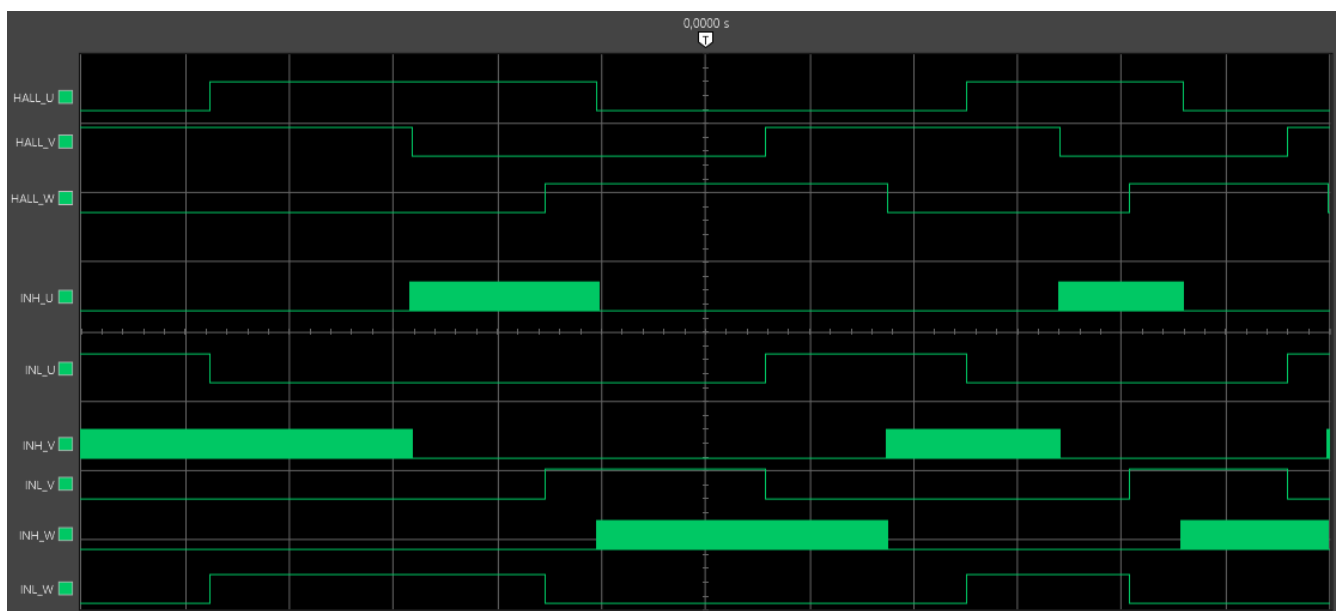 0,0000 s
T
HALL_U
HALL_V
HALL_W
INH_U
INL_U
INH_V
INL_V
INH_W
INL_W